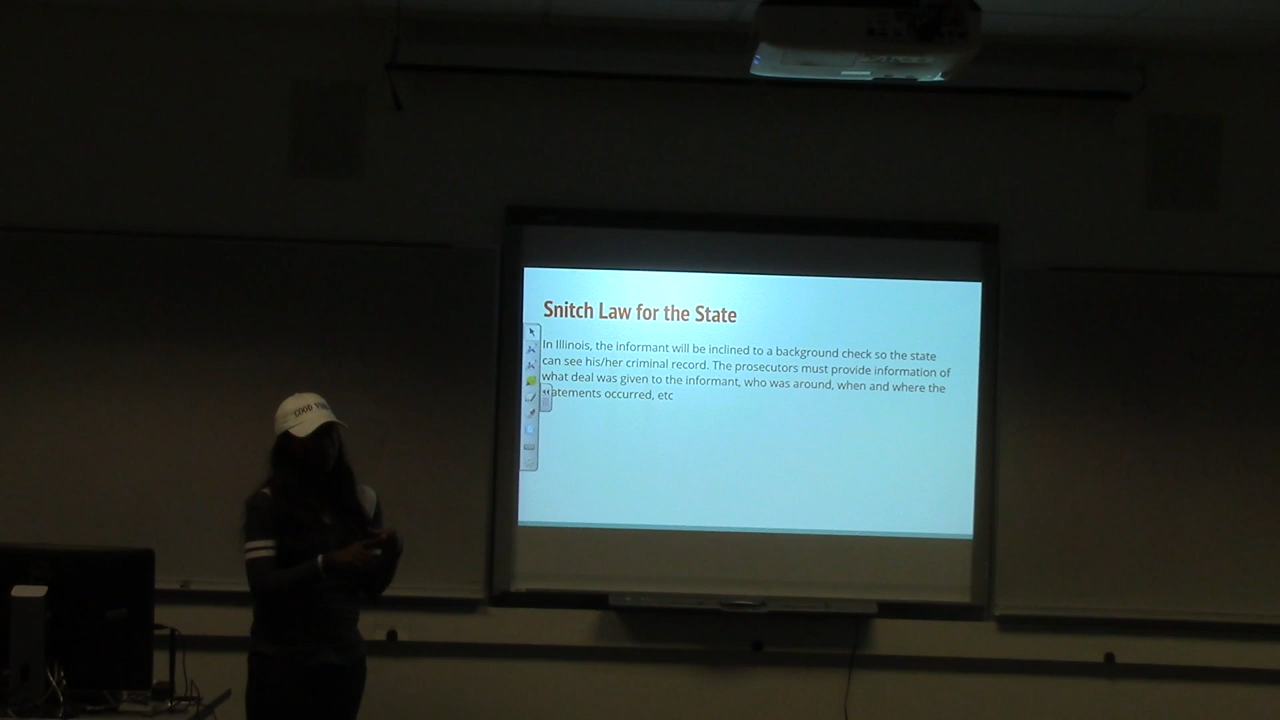 Snitch Law for the State
In Illinois, the informant will be inclined to a background check so the state
can see his/her criminal record. The prosecutors must provide information of
what deal was given to the informant, who was around, when and where the
atements occurred, etc
GOOD